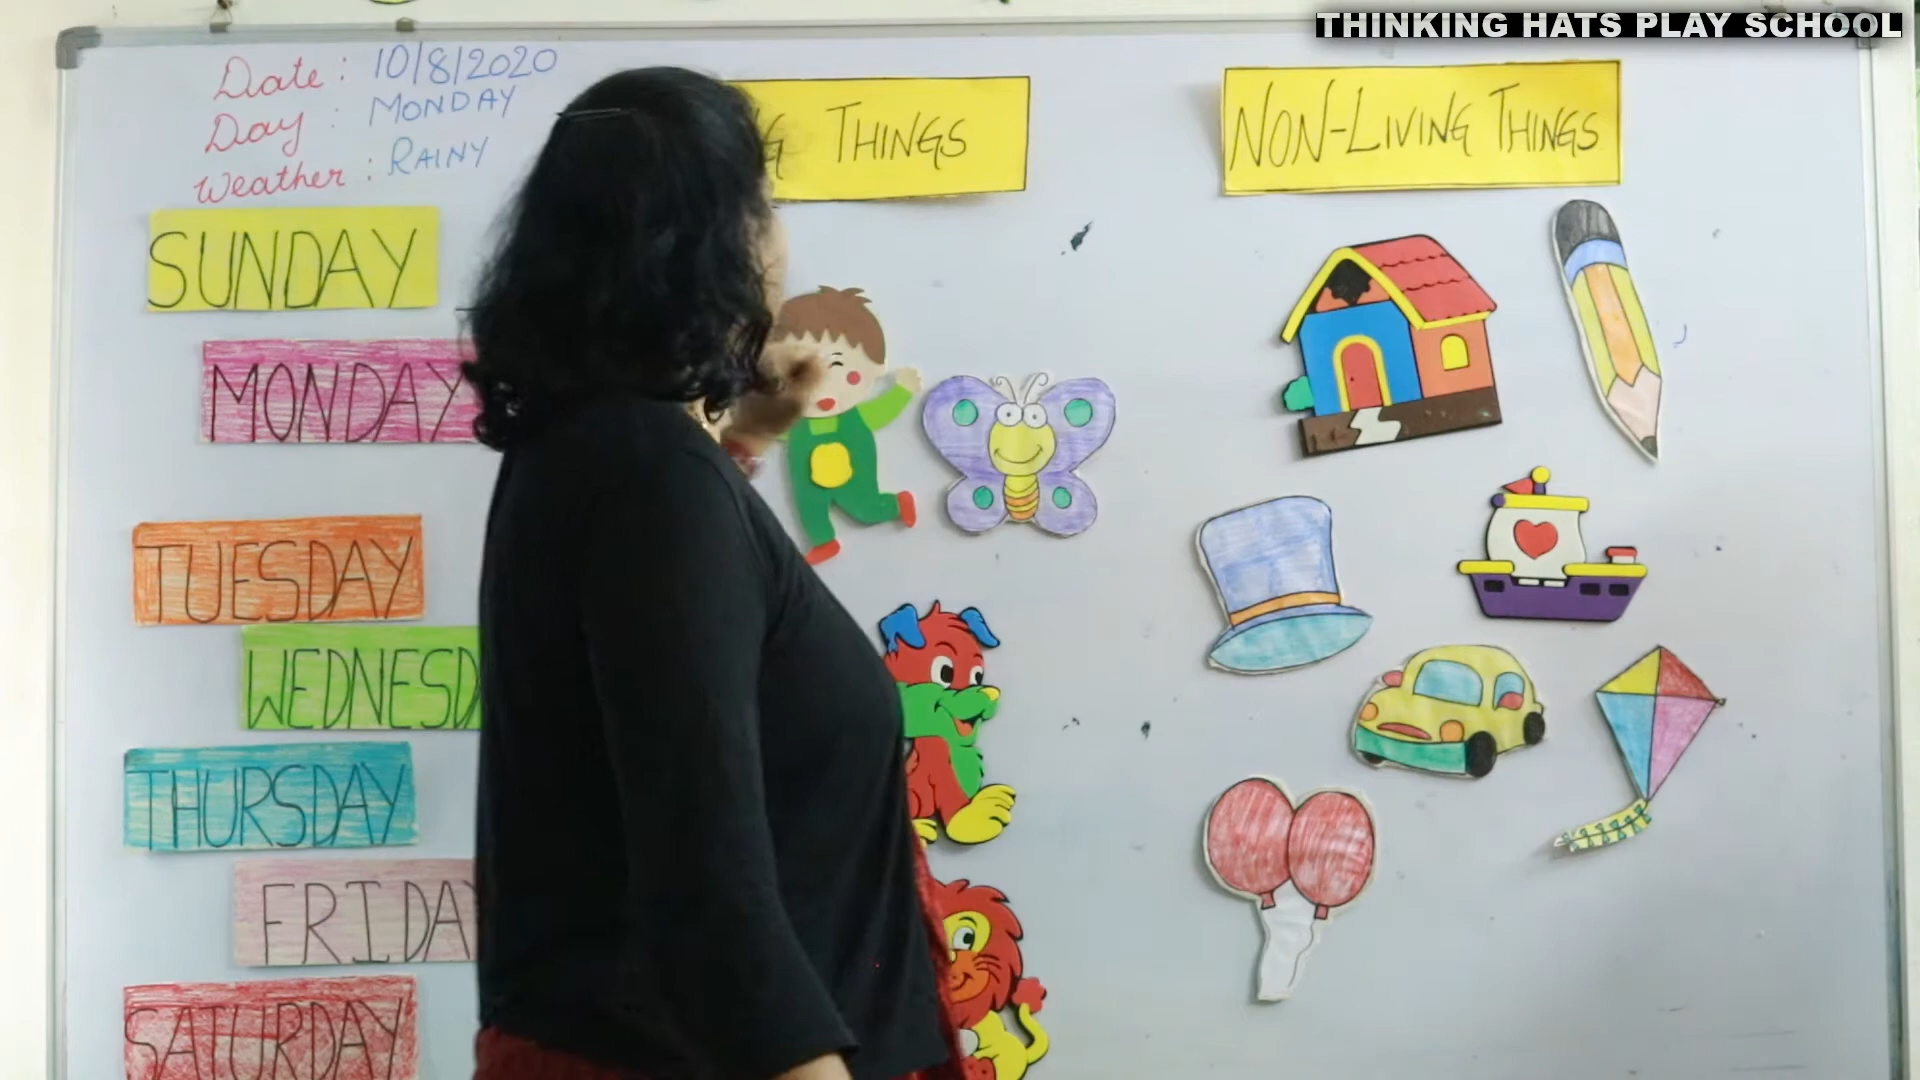 THINKING HATS PLAY SCHOOL
Date : 10/8/2020
Day : MONDAY
Weather : RAINY
THINGS
NON-LIVING THINGS
SUNDAY
MONDAY
TUESDAY
WEDNESD
THURSDAY
FRIDAY
SATURDAY